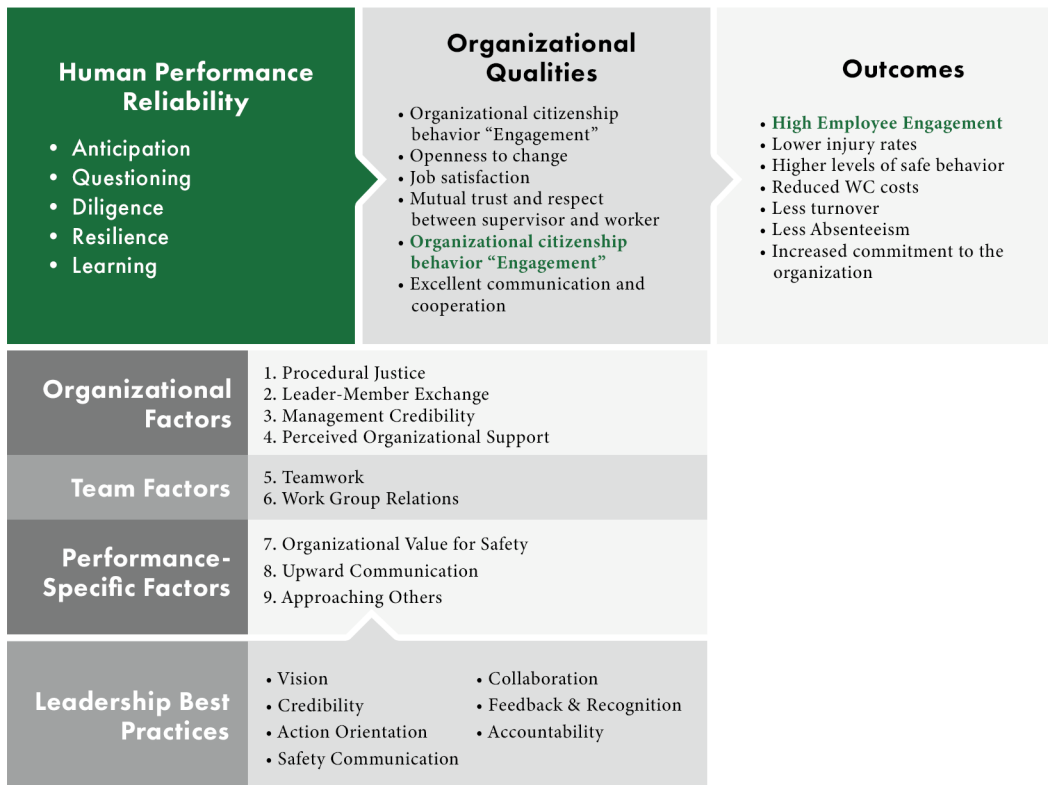 Human Performance
Reliability
• Anticipation
• Questioning
• Diligence
• Resilience
• Learning
Organizational
Qualities
• Organizational citizenship
behavior “Engagement”
• Openness to change
• Job satisfaction
• Mutual trust and respect
between supervisor and worker
• Organizational citizenship
behavior “Engagement”
• Excellent communication and
cooperation
Outcomes
• High Employee Engagement
• Lower injury rates
• Higher levels of safe behavior
• Reduced WC costs
• Less turnover
• Less Absenteeism
• Increased commitment to the
organization
Organizational
Factors
1. Procedural Justice
2. Leader-Member Exchange
3. Management Credibility
4. Perceived Organizational Support
Team Factors
5. Teamwork
6. Work Group Relations
Performance-
Specific Factors
7. Organizational Value for Safety
8. Upward Communication
9. Approaching Others
Leadership Best
Practices
• Vision
• Credibility
• Action Orientation
• Safety Communication
• Collaboration
• Feedback & Recognition
• Accountability